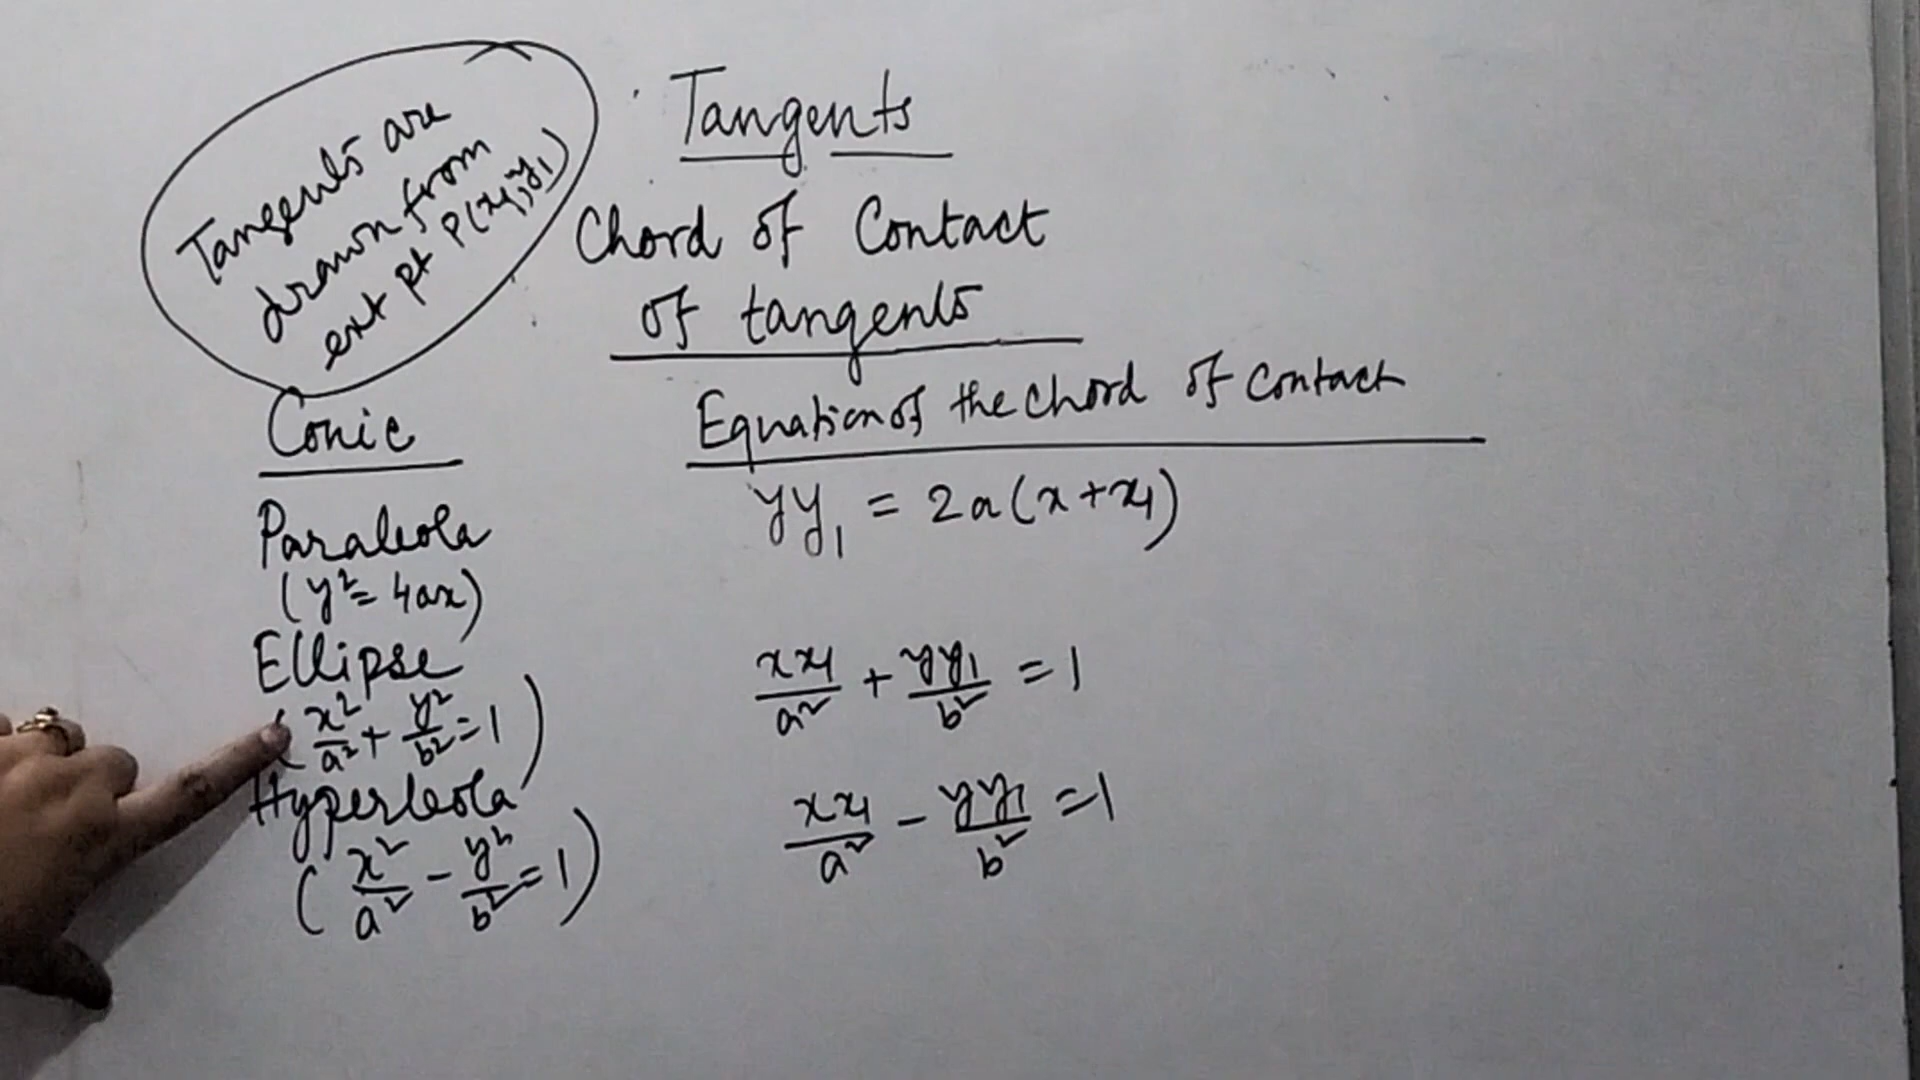 Tangents are
drawn from
ext pt P(x₁, y₁)
Tangents
Chord of Contact
of tangents
Conic
Equation of the chord of contact
Parabola
yy₁ = 2a(x+x₁)
(y² = 4ax)
Ellipse
xx₁/a² + yy₁/b² = 1
(x²/a² + y²/b² = 1)
Hyperbola
xx₁/a² - yy₁/b² = 1
(x²/a² - y²/b² = 1)